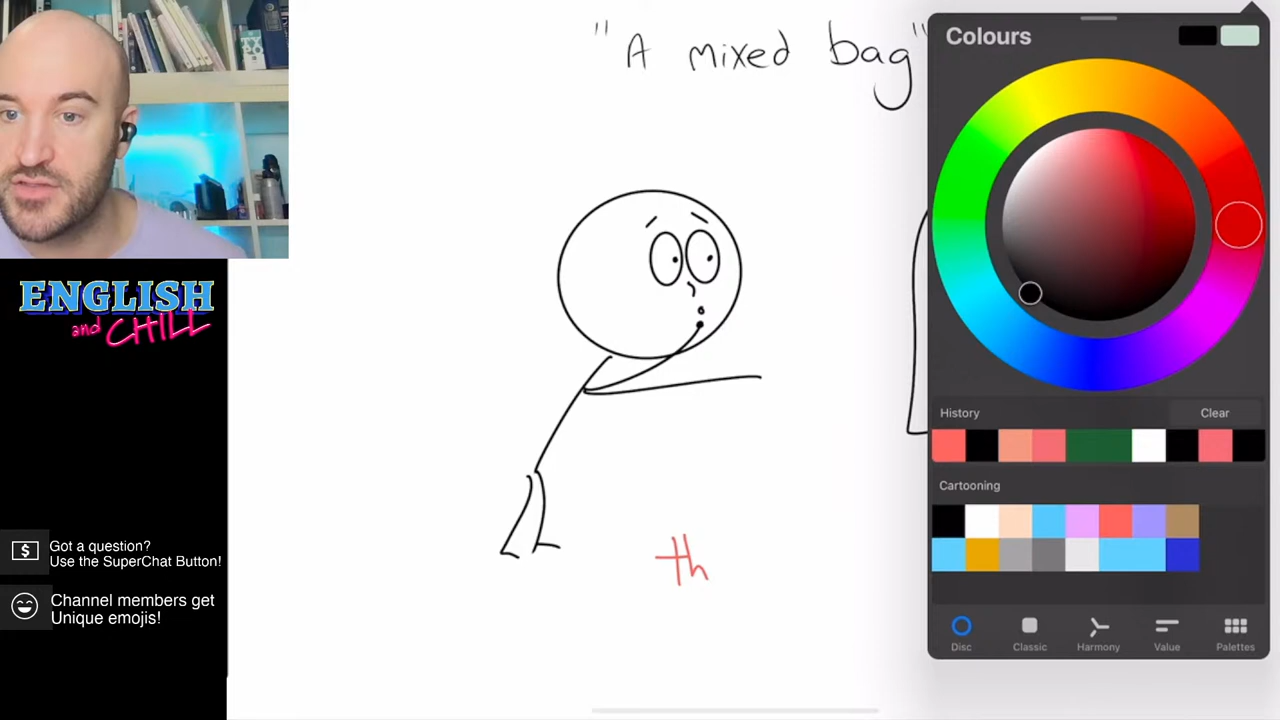 "A mixed bag"
Colours
ENGLISH
and CHILL
History
Clear
Cartooning
Got a question?
Use the SuperChat Button!
$
th
Channel members get
Unique emojis!
Disc
Classic
Harmony
Value
Palettes